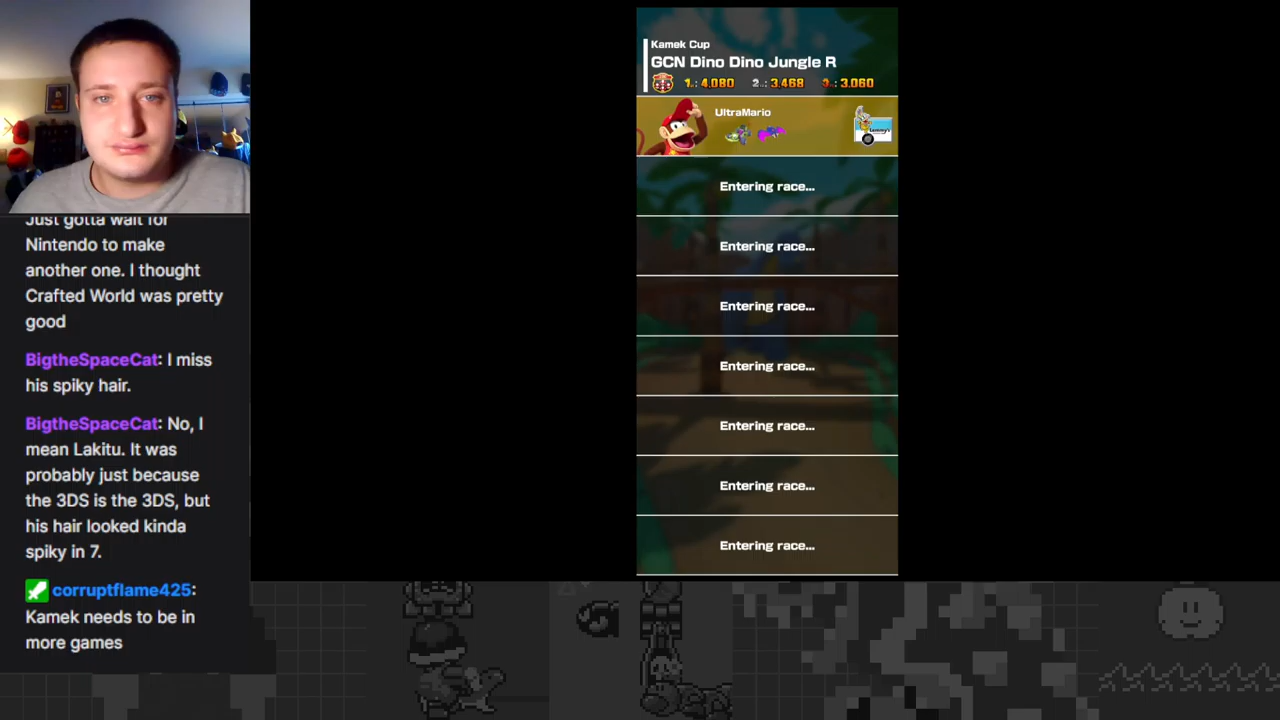 Just gotta wait for
Nintendo to make
another one. I thought
Crafted World was pretty
good
BigtheSpaceCat: I miss
his spiky hair.
BigtheSpaceCat: No, I
mean Lakitu. It was
probably just because
the 3DS is the 3DS, but
his hair looked kinda
spiky in 7.
corruptflame425:
Kamek needs to be in
more games
Kamek Cup
GCN Dino Dino Jungle R
4,080 3,468 3,060
UltraMario
Entering race...
Entering race...
Entering race...
Entering race...
Entering race...
Entering race...
Entering race...